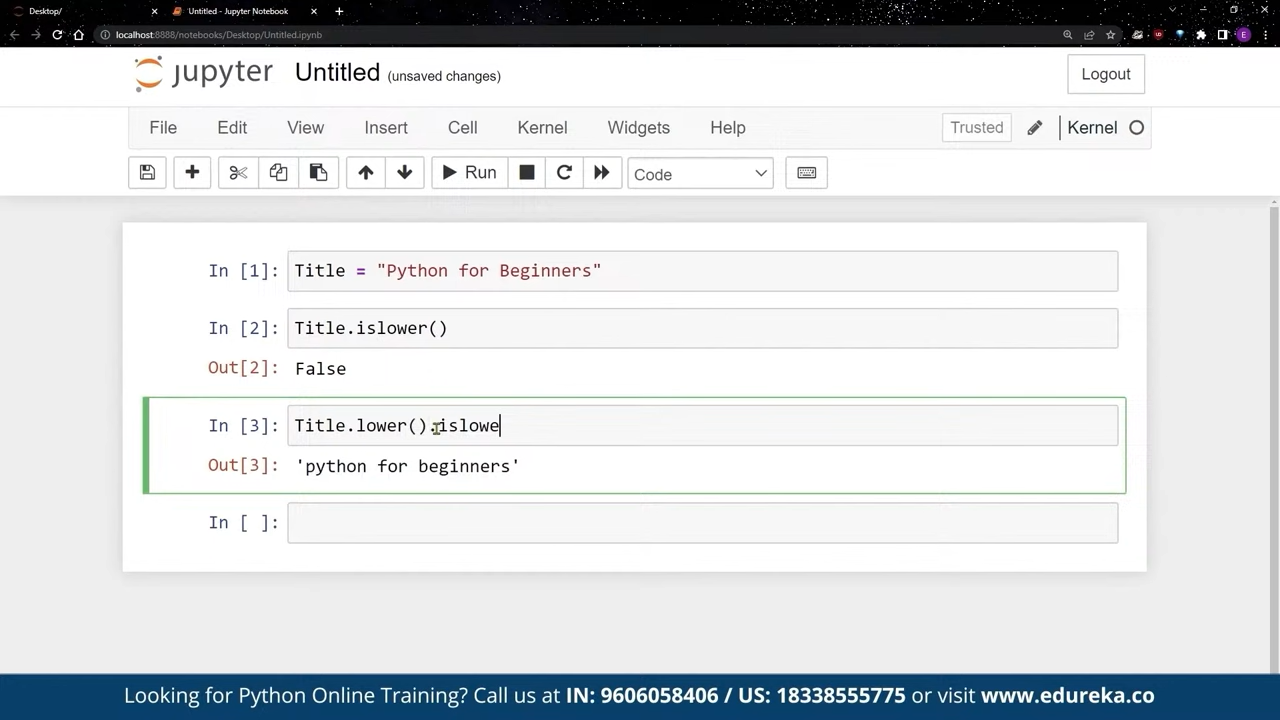 Desktop/
Untitled - Jupyter Notebook
localhost:8888/notebooks/Desktop/Untitled.ipynb
E
jupyter Untitled (unsaved changes)
Logout
File Edit View Insert Cell Kernel Widgets Help
Trusted
Kernel
Run
Code
In [1]: Title = "Python for Beginners"
In [2]: Title.islower()
Out[2]: False
In [3]: Title.lower().islowe
Out[3]: 'python for beginners'
In [ ]:
Looking for Python Online Training? Call us at IN: 9606058406 / US: 18338555775 or visit www.edureka.co